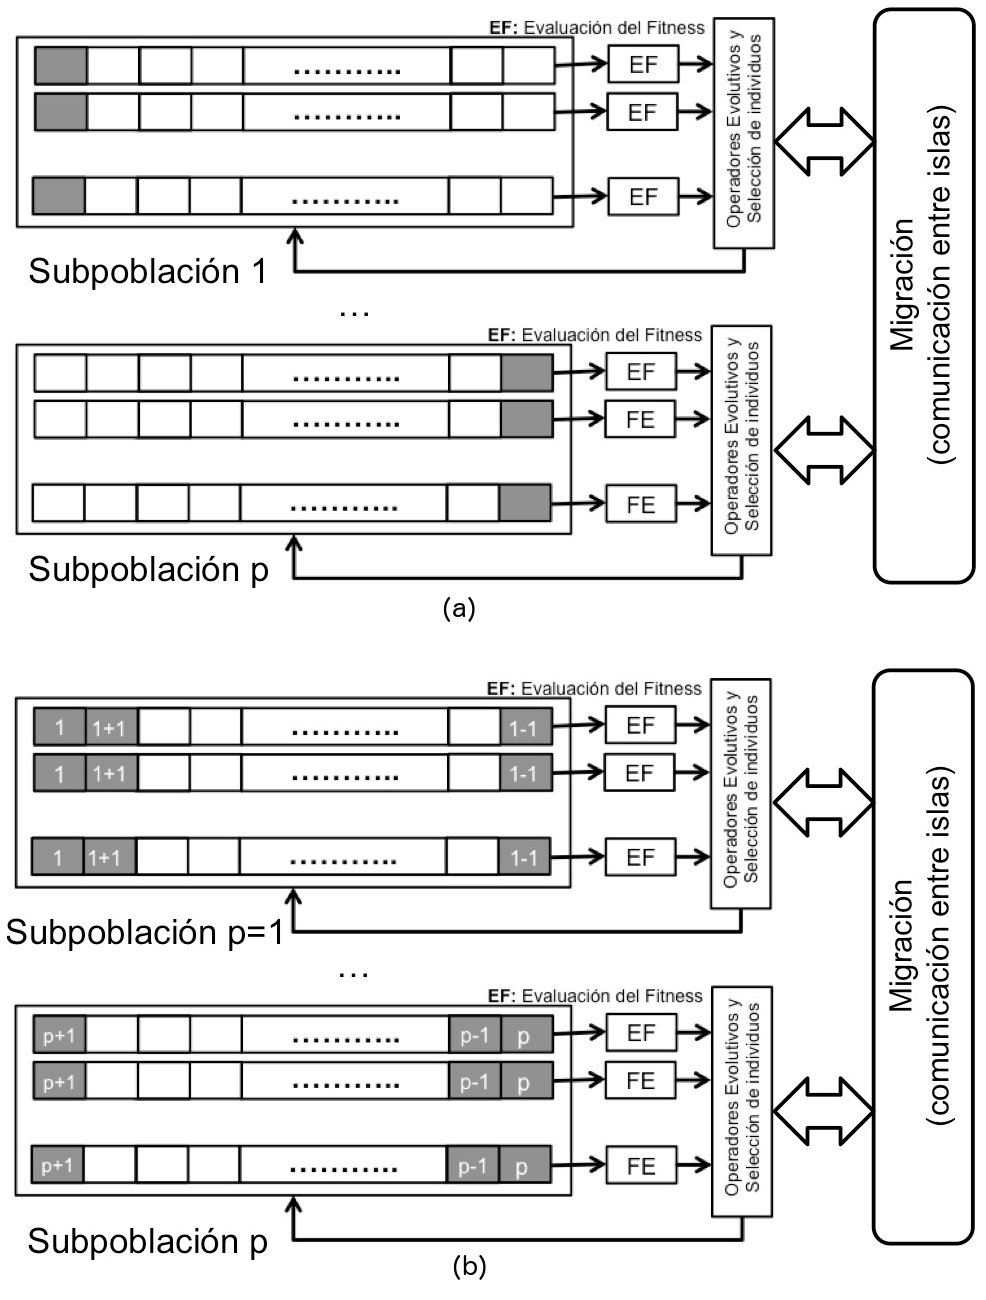 EF: Evaluación del Fitness
………... EF
………... EF
………... EF
Operadores Evolutivos y
Selección de individuos
Subpoblación 1
...
EF: Evaluación del Fitness
………... EF
………... FE
………... FE
Operadores Evolutivos y
Selección de individuos
Subpoblación p
Migración
(comunicación entre islas)
(a)
EF: Evaluación del Fitness
1 1+1 ………... 1-1 EF
1 1+1 ………... 1-1 EF
1 1+1 ………... 1-1 EF
Operadores Evolutivos y
Selección de individuos
Subpoblación p=1
...
EF: Evaluación del Fitness
p+1 ………... p-1 p EF
p+1 ………... p-1 p FE
p+1 ………... p-1 p FE
Operadores Evolutivos y
Selección de individuos
Subpoblación p
Migración
(comunicación entre islas)
(b)